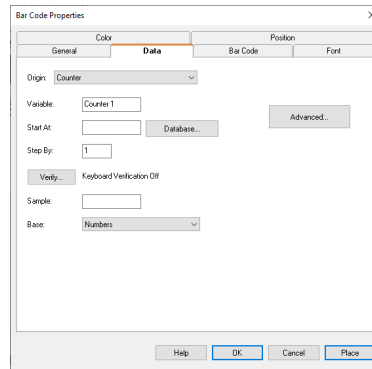 Bar Code Properties
Color Position
General Data Bar Code Font
Origin: Counter
Variable: Counter 1
Advanced...
Start At: Database...
Step By: 1
Verify... Keyboard Verification Off
Sample:
Base: Numbers
Help OK Cancel Place